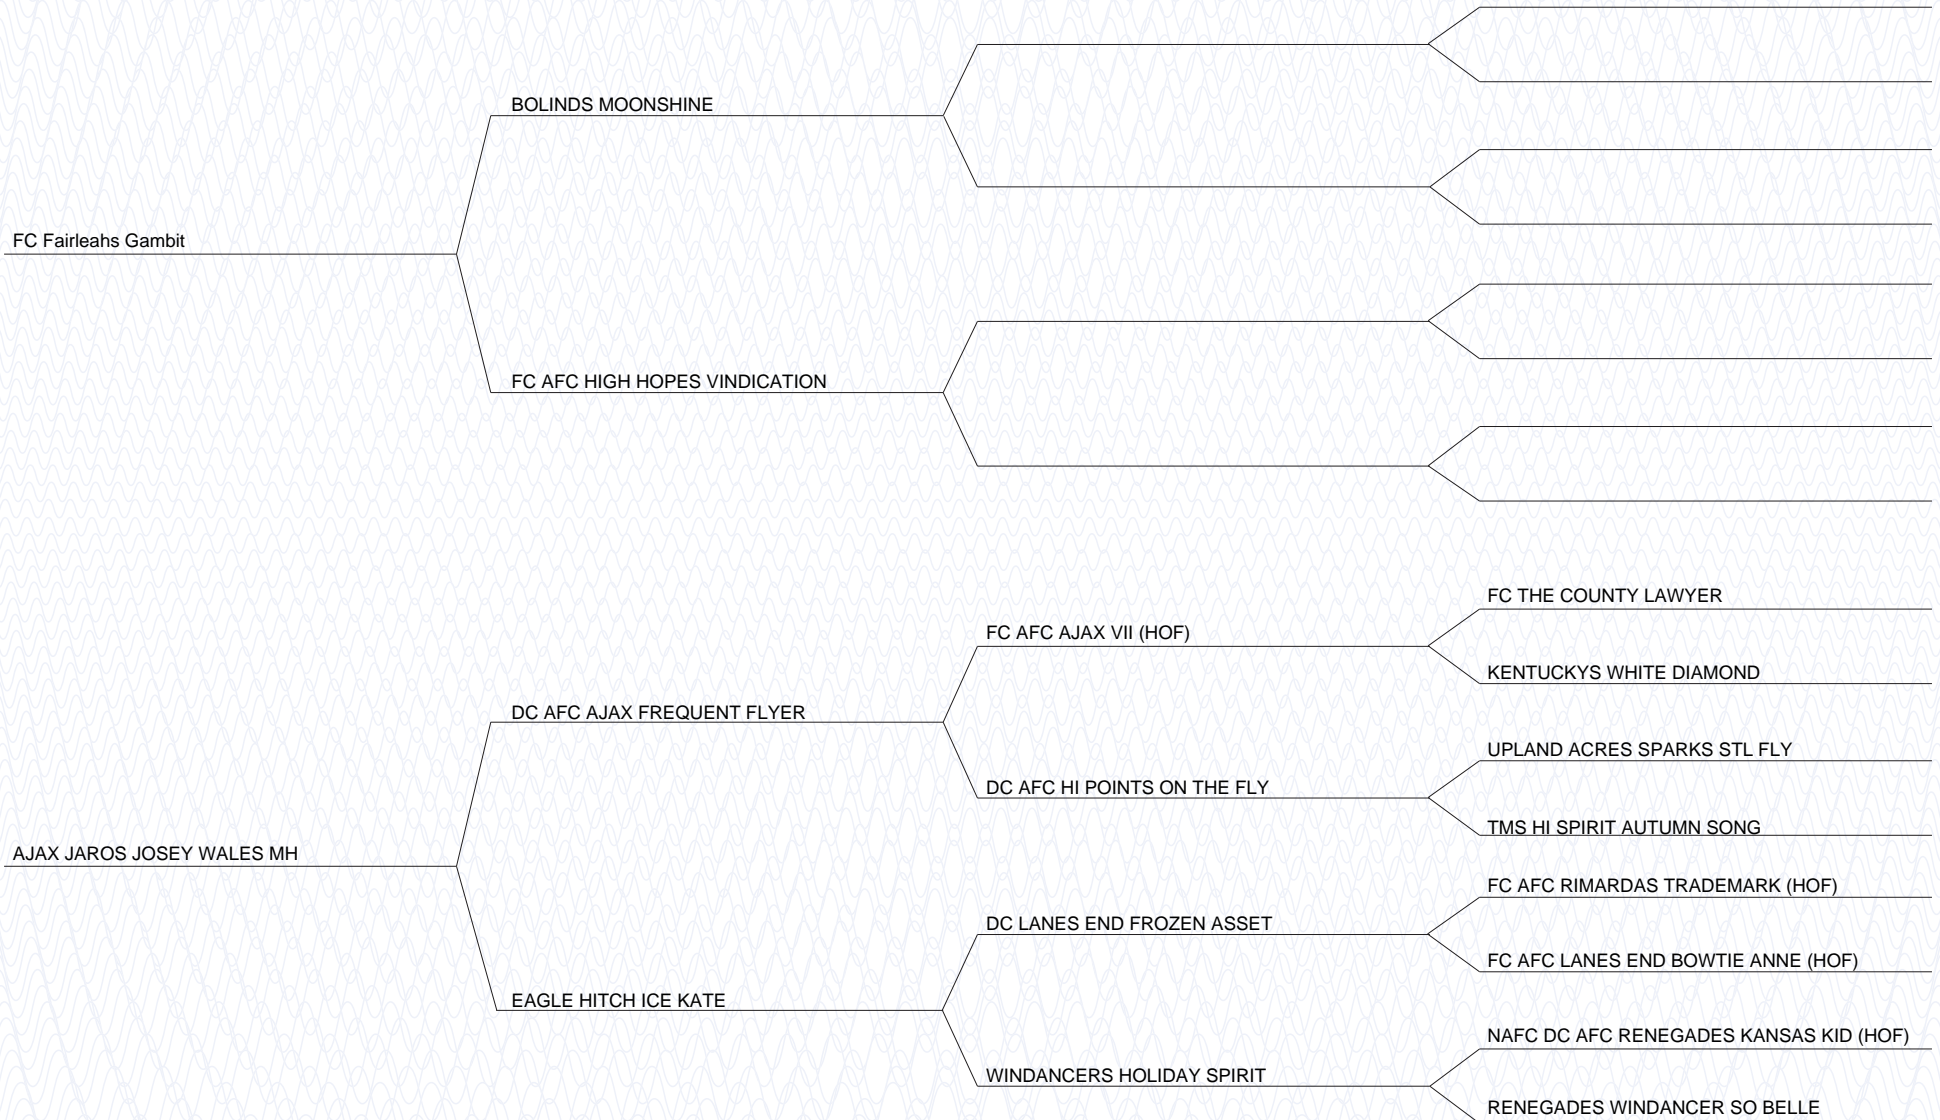 BOLINDS MOONSHINE
FC Fairleahs Gambit
FC AFC HIGH HOPES VINDICATION
FC THE COUNTY LAWYER
FC AFC AJAX VII (HOF)
KENTUCKYS WHITE DIAMOND
DC AFC AJAX FREQUENT FLYER
UPLAND ACRES SPARKS STL FLY
DC AFC HI POINTS ON THE FLY
TMS HI SPIRIT AUTUMN SONG
AJAX JAROS JOSEY WALES MH
FC AFC RIMARDAS TRADEMARK (HOF)
DC LANES END FROZEN ASSET
FC AFC LANES END BOWTIE ANNE (HOF)
EAGLE HITCH ICE KATE
NAFC DC AFC RENEGADES KANSAS KID (HOF)
WINDANCERS HOLIDAY SPIRIT
RENEGADES WINDANCER SO BELLE